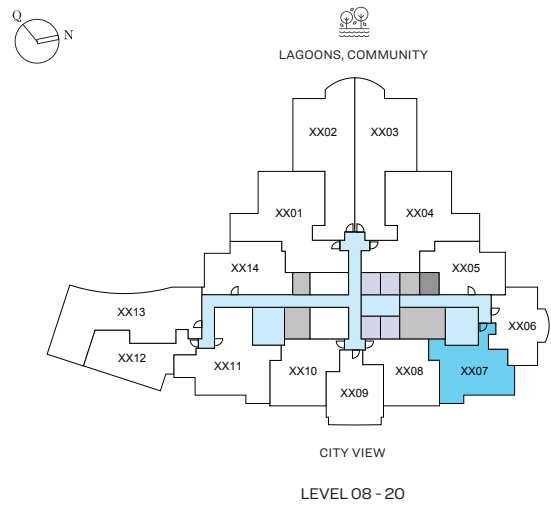 Q
N
LAGOONS, COMMUNITY
XX02
XX03
XX01
XX04
XX14
XX05
XX13
XX06
XX12
XX11
XX10
XX08
XX07
XX09
CITY VIEW
LEVEL 08 - 20